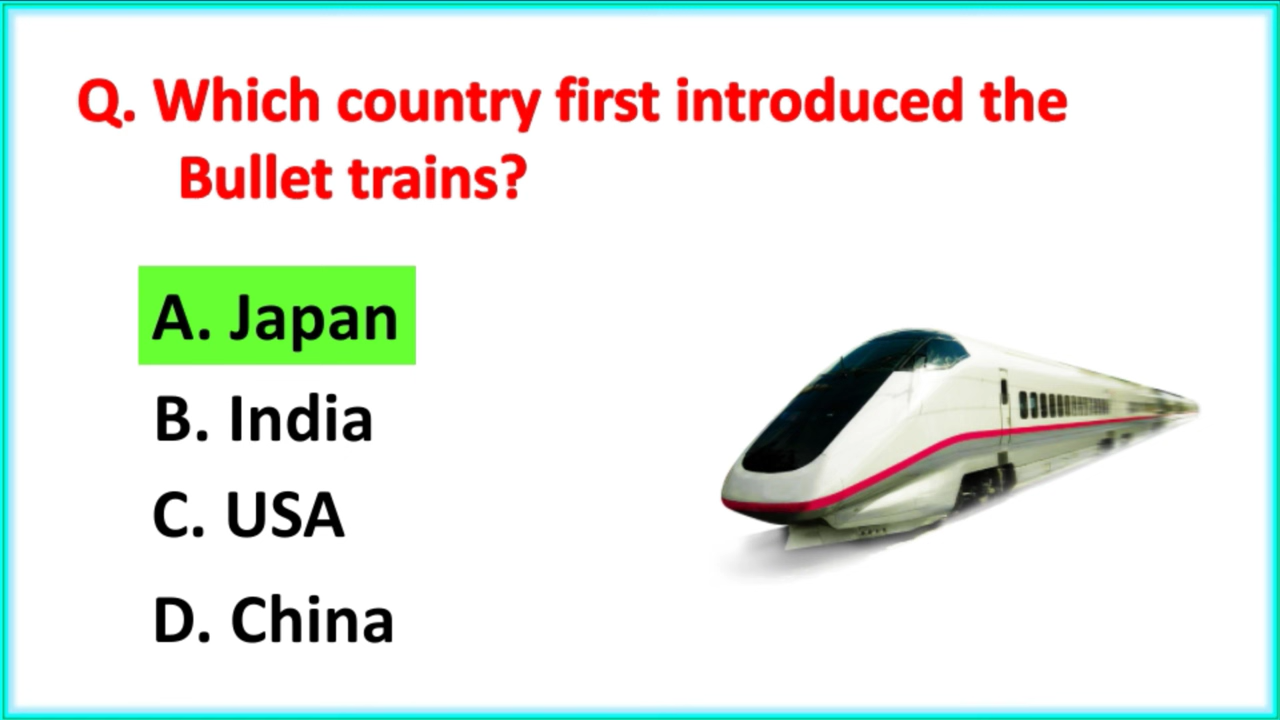 Q. Which country first introduced the
Bullet trains?
A. Japan
B. India
C. USA
D. China